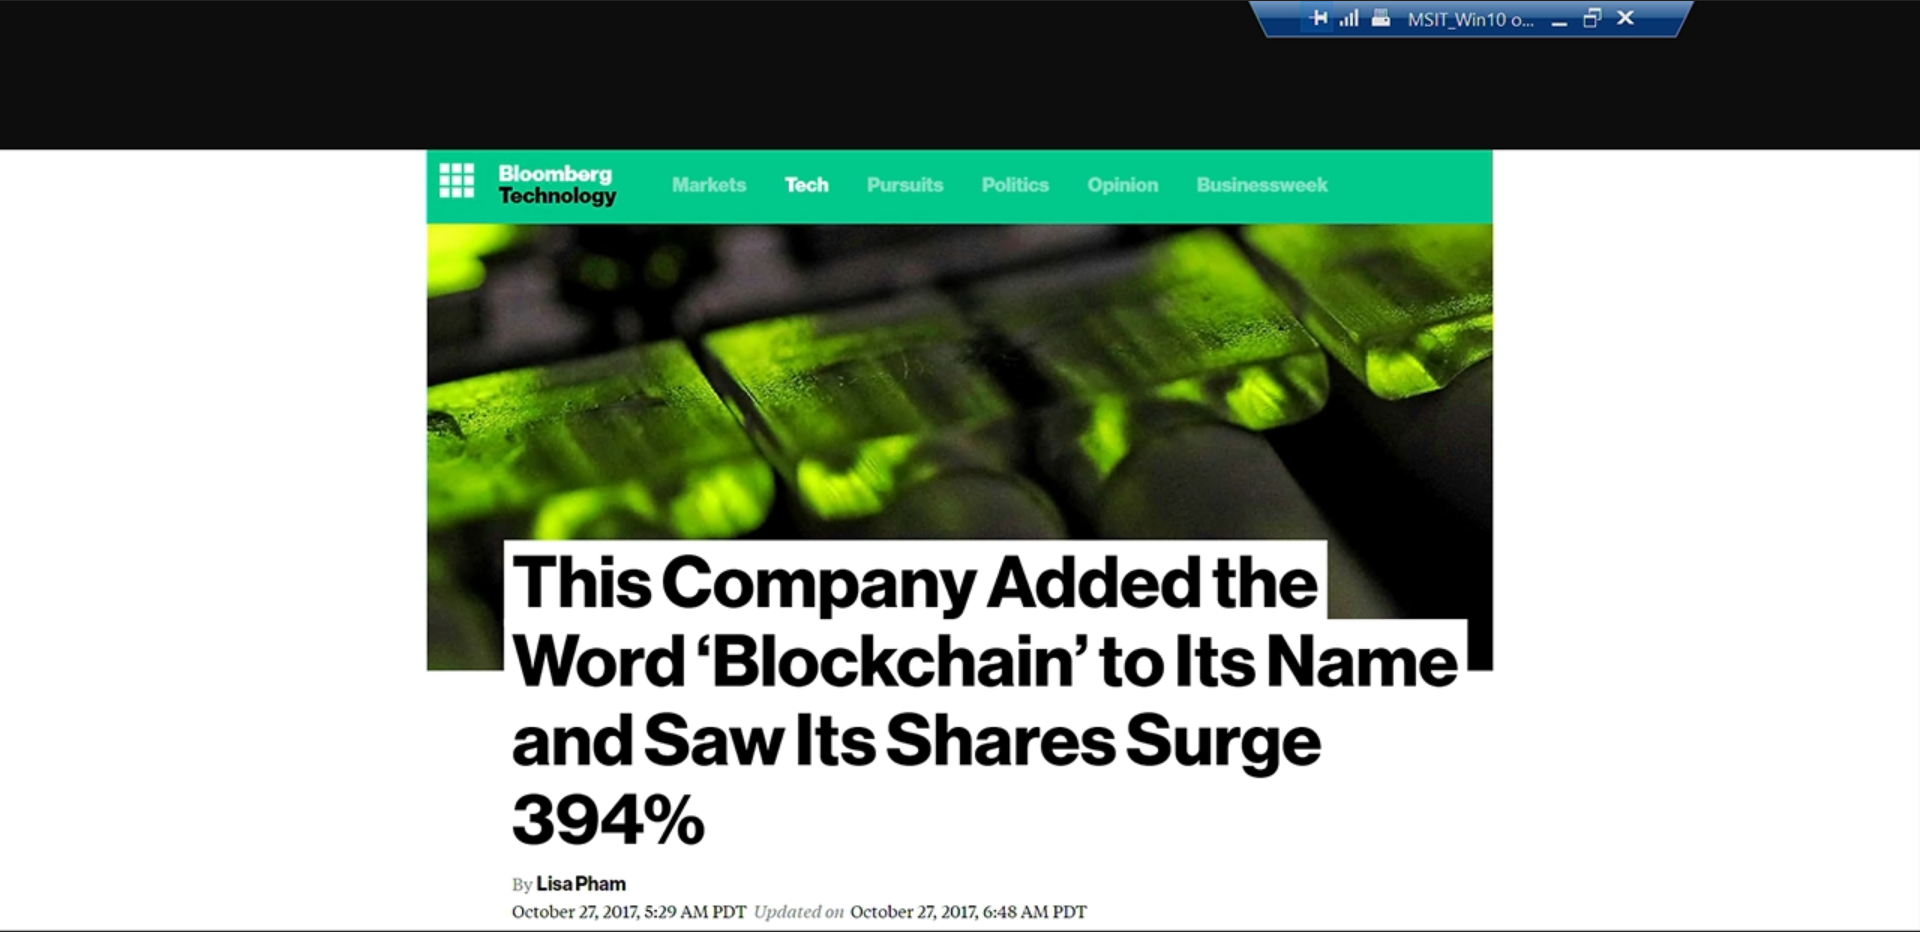 MSIT_Win10 o...
Bloomberg
Technology
Markets Tech Pursuits Politics Opinion Businessweek
This Company Added the
Word ‘Blockchain’ to Its Name
and Saw Its Shares Surge
394%
By Lisa Pham
October 27, 2017, 5:29 AM PDT Updated on October 27, 2017, 6:48 AM PDT